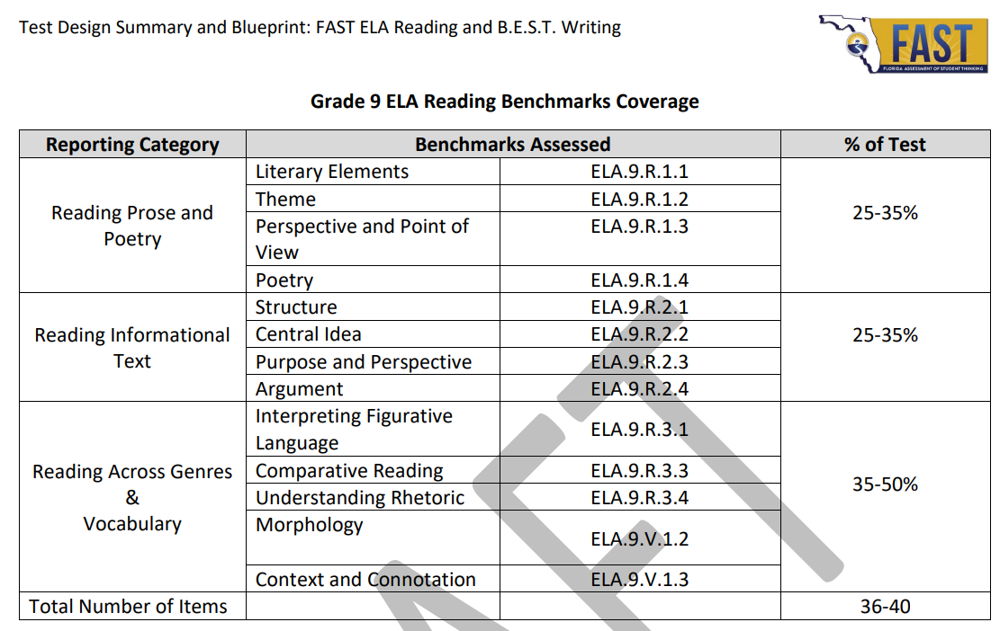 Test Design Summary and Blueprint: FAST ELA Reading and B.E.S.T. Writing
FAST
FLORIDA ASSESSMENT OF STUDENT THINKING
Grade 9 ELA Reading Benchmarks Coverage
Reporting Category Benchmarks Assessed % of Test
Reading Prose and
Poetry
Literary Elements ELA.9.R.1.1
Theme ELA.9.R.1.2
Perspective and Point of
View
ELA.9.R.1.3
Poetry ELA.9.R.1.4
25-35%
Reading Informational
Text
Structure ELA.9.R.2.1
Central Idea ELA.9.R.2.2
Purpose and Perspective ELA.9.R.2.3
Argument ELA.9.R.2.4
25-35%
Reading Across Genres
&
Vocabulary
Interpreting Figurative
Language
ELA.9.R.3.1
Comparative Reading ELA.9.R.3.3
Understanding Rhetoric ELA.9.R.3.4
Morphology ELA.9.V.1.2
Context and Connotation ELA.9.V.1.3
35-50%
Total Number of Items 36-40